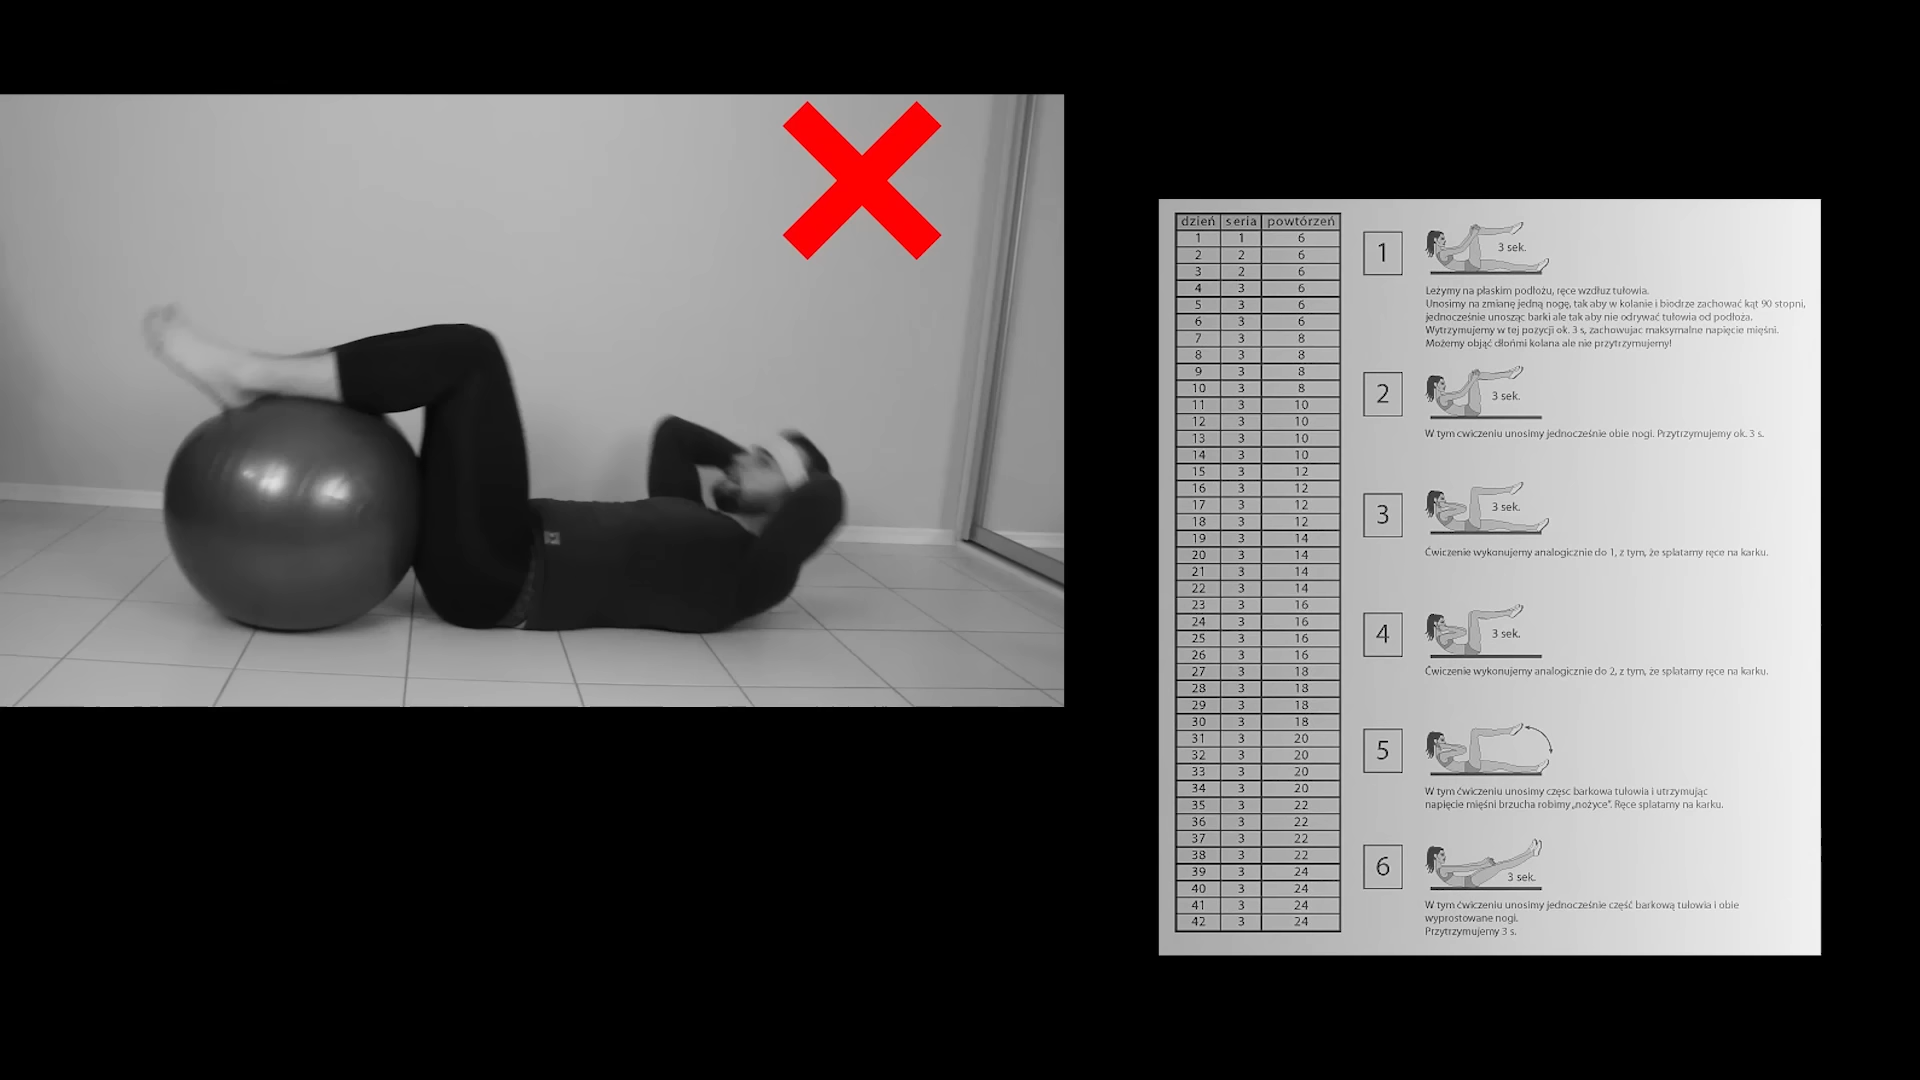 dzień seria powtórzeń
1 1 6
2 2 6
3 2 6
4 3 6
5 3 6
6 3 6
7 3 8
8 3 8
9 3 8
10 3 8
11 3 10
12 3 10
13 3 10
14 3 10
15 3 12
16 3 12
17 3 12
18 3 12
19 3 14
20 3 14
21 3 14
22 3 14
23 3 16
24 3 16
25 3 16
26 3 16
27 3 18
28 3 18
29 3 18
30 3 18
31 3 20
32 3 20
33 3 20
34 3 20
35 3 22
36 3 22
37 3 22
38 3 22
39 3 24
40 3 24
41 3 24
42 3 24
1
3 sek.
Leżymy na płaskim podłożu, ręce wzdłuz tułowia.
Unosimy na zmianę jedną nogę, tak aby w kolanie i biodrze zachować kąt 90 stopni,
jednocześnie unosząc barki ale tak aby nie odrywać tułowia od podłoża.
Wytrzymujemy w tej pozycji ok. 3 s, zachowujac maksymalne napięcie mięśni.
Możemy objąć dłońmi kolana ale nie przytrzymujemy!
2
3 sek.
W tym cwiczeniu unosimy jednocześnie obie nogi. Przytrzymujemy ok. 3 s.
3
3 sek.
Ćwiczenie wykonujemy analogicznie do 1, z tym, że splatamy ręce na karku.
4
3 sek.
Ćwiczenie wykonujemy analogicznie do 2, z tym, że splatamy ręce na karku.
5
W tym ćwiczeniu unosimy częsc barkowa tułowia i utrzymując
napięcie mięśni brzucha robimy „nożyce”. Ręce splatamy na karku.
6
3 sek.
W tym ćwiczeniu unosimy jednocześnie część barkową tułowia i obie
wyprostowane nogi.
Przytrzymujemy 3 s.